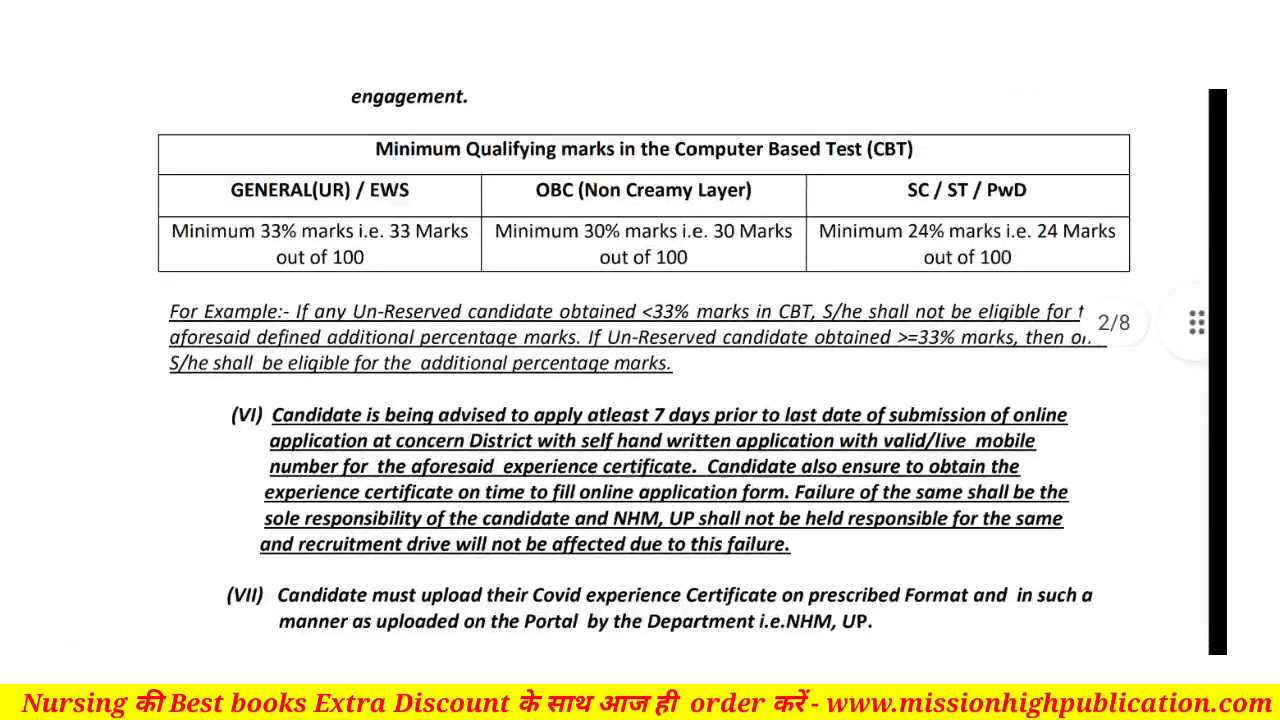 engagement.
Minimum Qualifying marks in the Computer Based Test (CBT)
GENERAL(UR) / EWS OBC (Non Creamy Layer) SC / ST / PwD
Minimum 33% marks i.e. 33 Marks out of 100 Minimum 30% marks i.e. 30 Marks out of 100 Minimum 24% marks i.e. 24 Marks out of 100
For Example:- If any Un-Reserved candidate obtained <33% marks in CBT, S/he shall not be eligible for
aforesaid defined additional percentage marks. If Un-Reserved candidate obtained >=33% marks, then
S/he shall be eligible for the additional percentage marks.
2/8
(VI) Candidate is being advised to apply atleast 7 days prior to last date of submission of online
application at concern District with self hand written application with valid/live mobile
number for the aforesaid experience certificate. Candidate also ensure to obtain the
experience certificate on time to fill online application form. Failure of the same shall be the
sole responsibility of the candidate and NHM, UP shall not be held responsible for the same
and recruitment drive will not be affected due to this failure.
(VII) Candidate must upload their Covid experience Certificate on prescribed Format and in such a
manner as uploaded on the Portal by the Department i.e.NHM, UP.
Nursing की Best books Extra Discount के साथ आज ही order करें - www.missionhighpublication.com